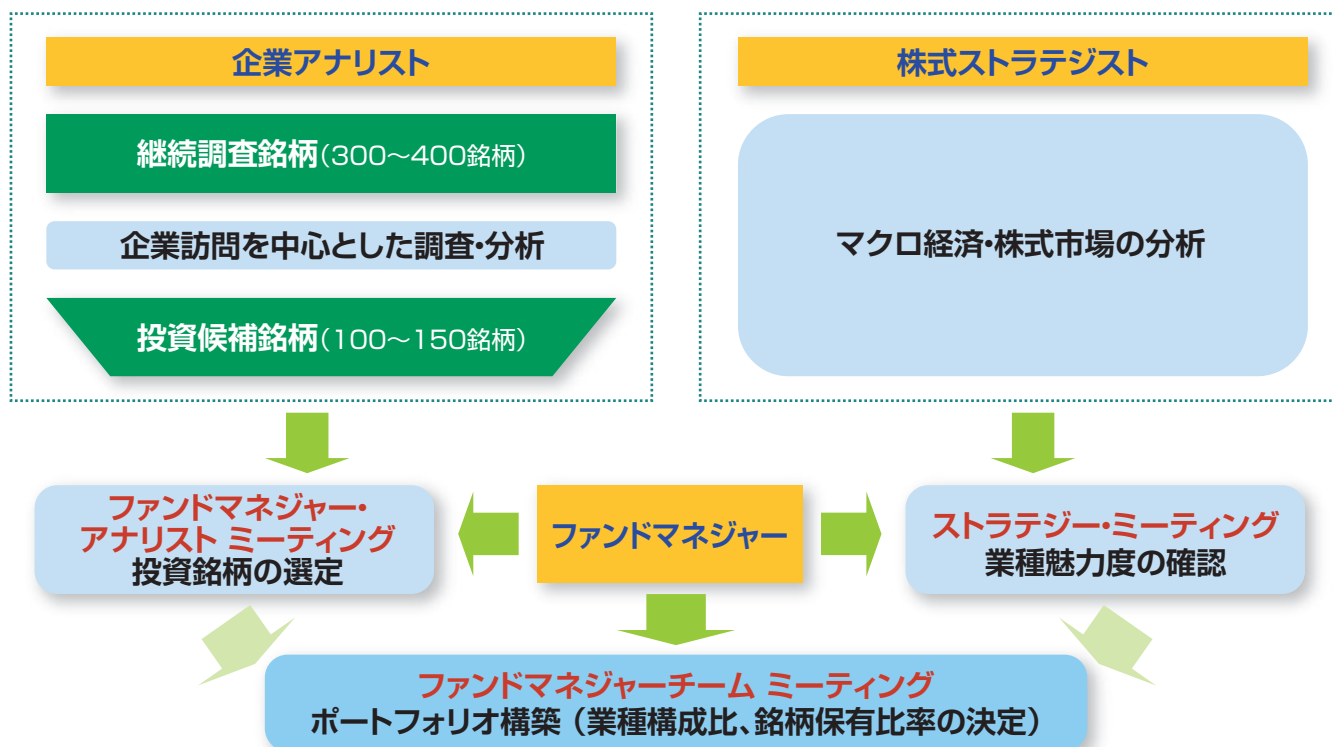 企業アナリスト
継続調査銘柄(300～400銘柄)
企業訪問を中心とした調査・分析
投資候補銘柄(100～150銘柄)
株式ストラテジスト
マクロ経済・株式市場の分析
ファンドマネジャー・
アナリスト ミーティング
投資銘柄の選定
ファンドマネジャー
ストラテジー・ミーティング
業種魅力度の確認
ファンドマネジャーチーム ミーティング
ポートフォリオ構築(業種構成比、銘柄保有比率の決定)